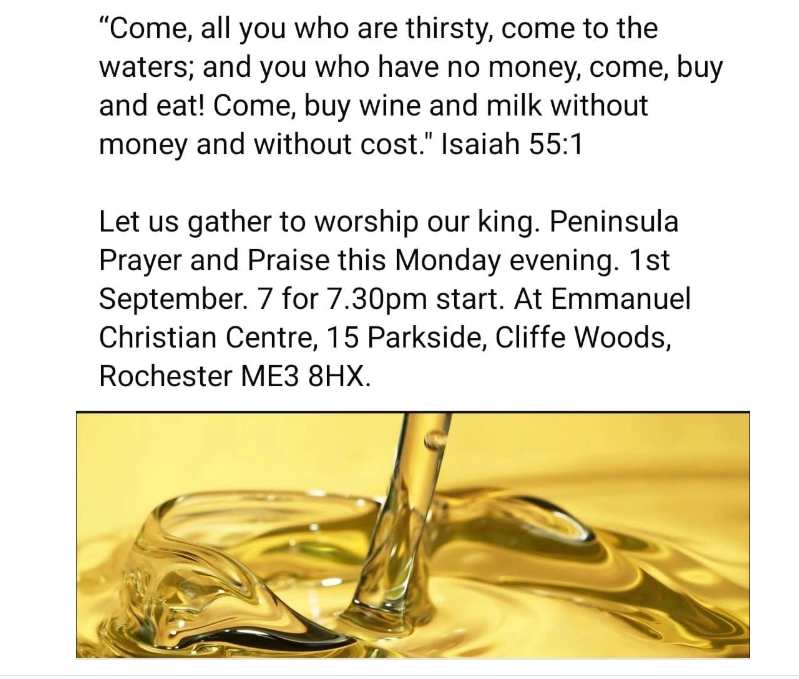 “Come, all you who are thirsty, come to the
waters; and you who have no money, come, buy
and eat! Come, buy wine and milk without
money and without cost." Isaiah 55:1
Let us gather to worship our king. Peninsula
Prayer and Praise this Monday evening. 1st
September. 7 for 7.30pm start. At Emmanuel
Christian Centre, 15 Parkside, Cliffe Woods,
Rochester ME3 8HX.